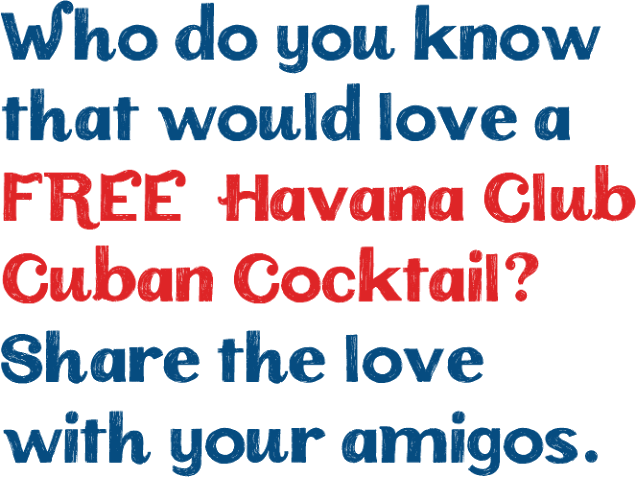 Who do you know
that would love a
FREE Havana Club
Cuban Cocktail?
Share the love
with your amigos.